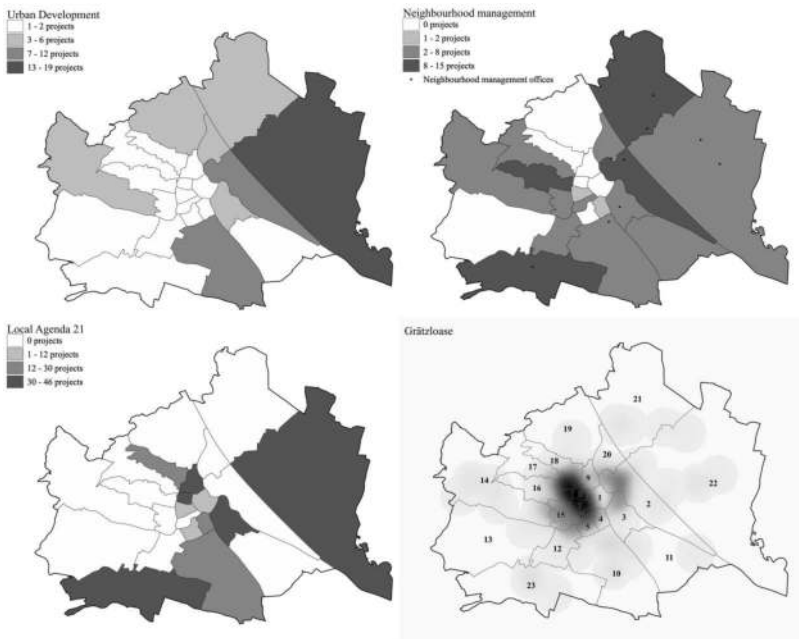 Urban Development
1 - 2 projects
3 - 6 projects
7 - 12 projects
13 - 19 projects
Neighbourhood management
0 projects
1 - 2 projects
2 - 8 projects
8 - 15 projects
Neighbourhood management offices
Local Agenda 21
0 projects
1 - 12 projects
12 - 30 projects
30 - 46 projects
Grätzloase
21
19
20
18
17
9
14
16
22
1
2
15
4
3
5
13
12
11
10
23